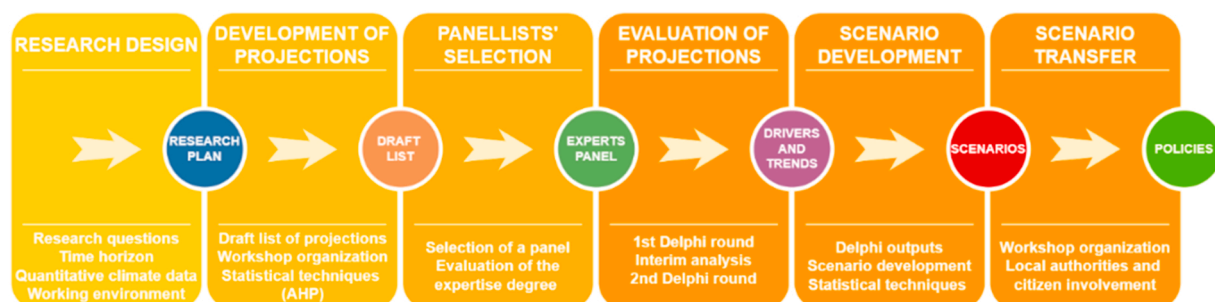 RESEARCH DESIGN
RESEARCH
PLAN
Research questions
Time horizon
Quantitative climate data
Working environment
DEVELOPMENT OF
PROJECTIONS
DRAFT
LIST
Draft list of projections
Workshop organization
Statistical techniques
(AHP)
PANELLISTS'
SELECTION
EXPERTS
PANEL
Selection of a panel
Evaluation of the
expertise degree
EVALUATION OF
PROJECTIONS
DRIVERS
AND
TRENDS
1st Delphi round
Interim analysis
2nd Delphi round
SCENARIO
DEVELOPMENT
SCENARIOS
Delphi outputs
Scenario development
Statistical techniques
SCENARIO
TRANSFER
POLICIES
Workshop organization
Local authorities and
citizen involvement